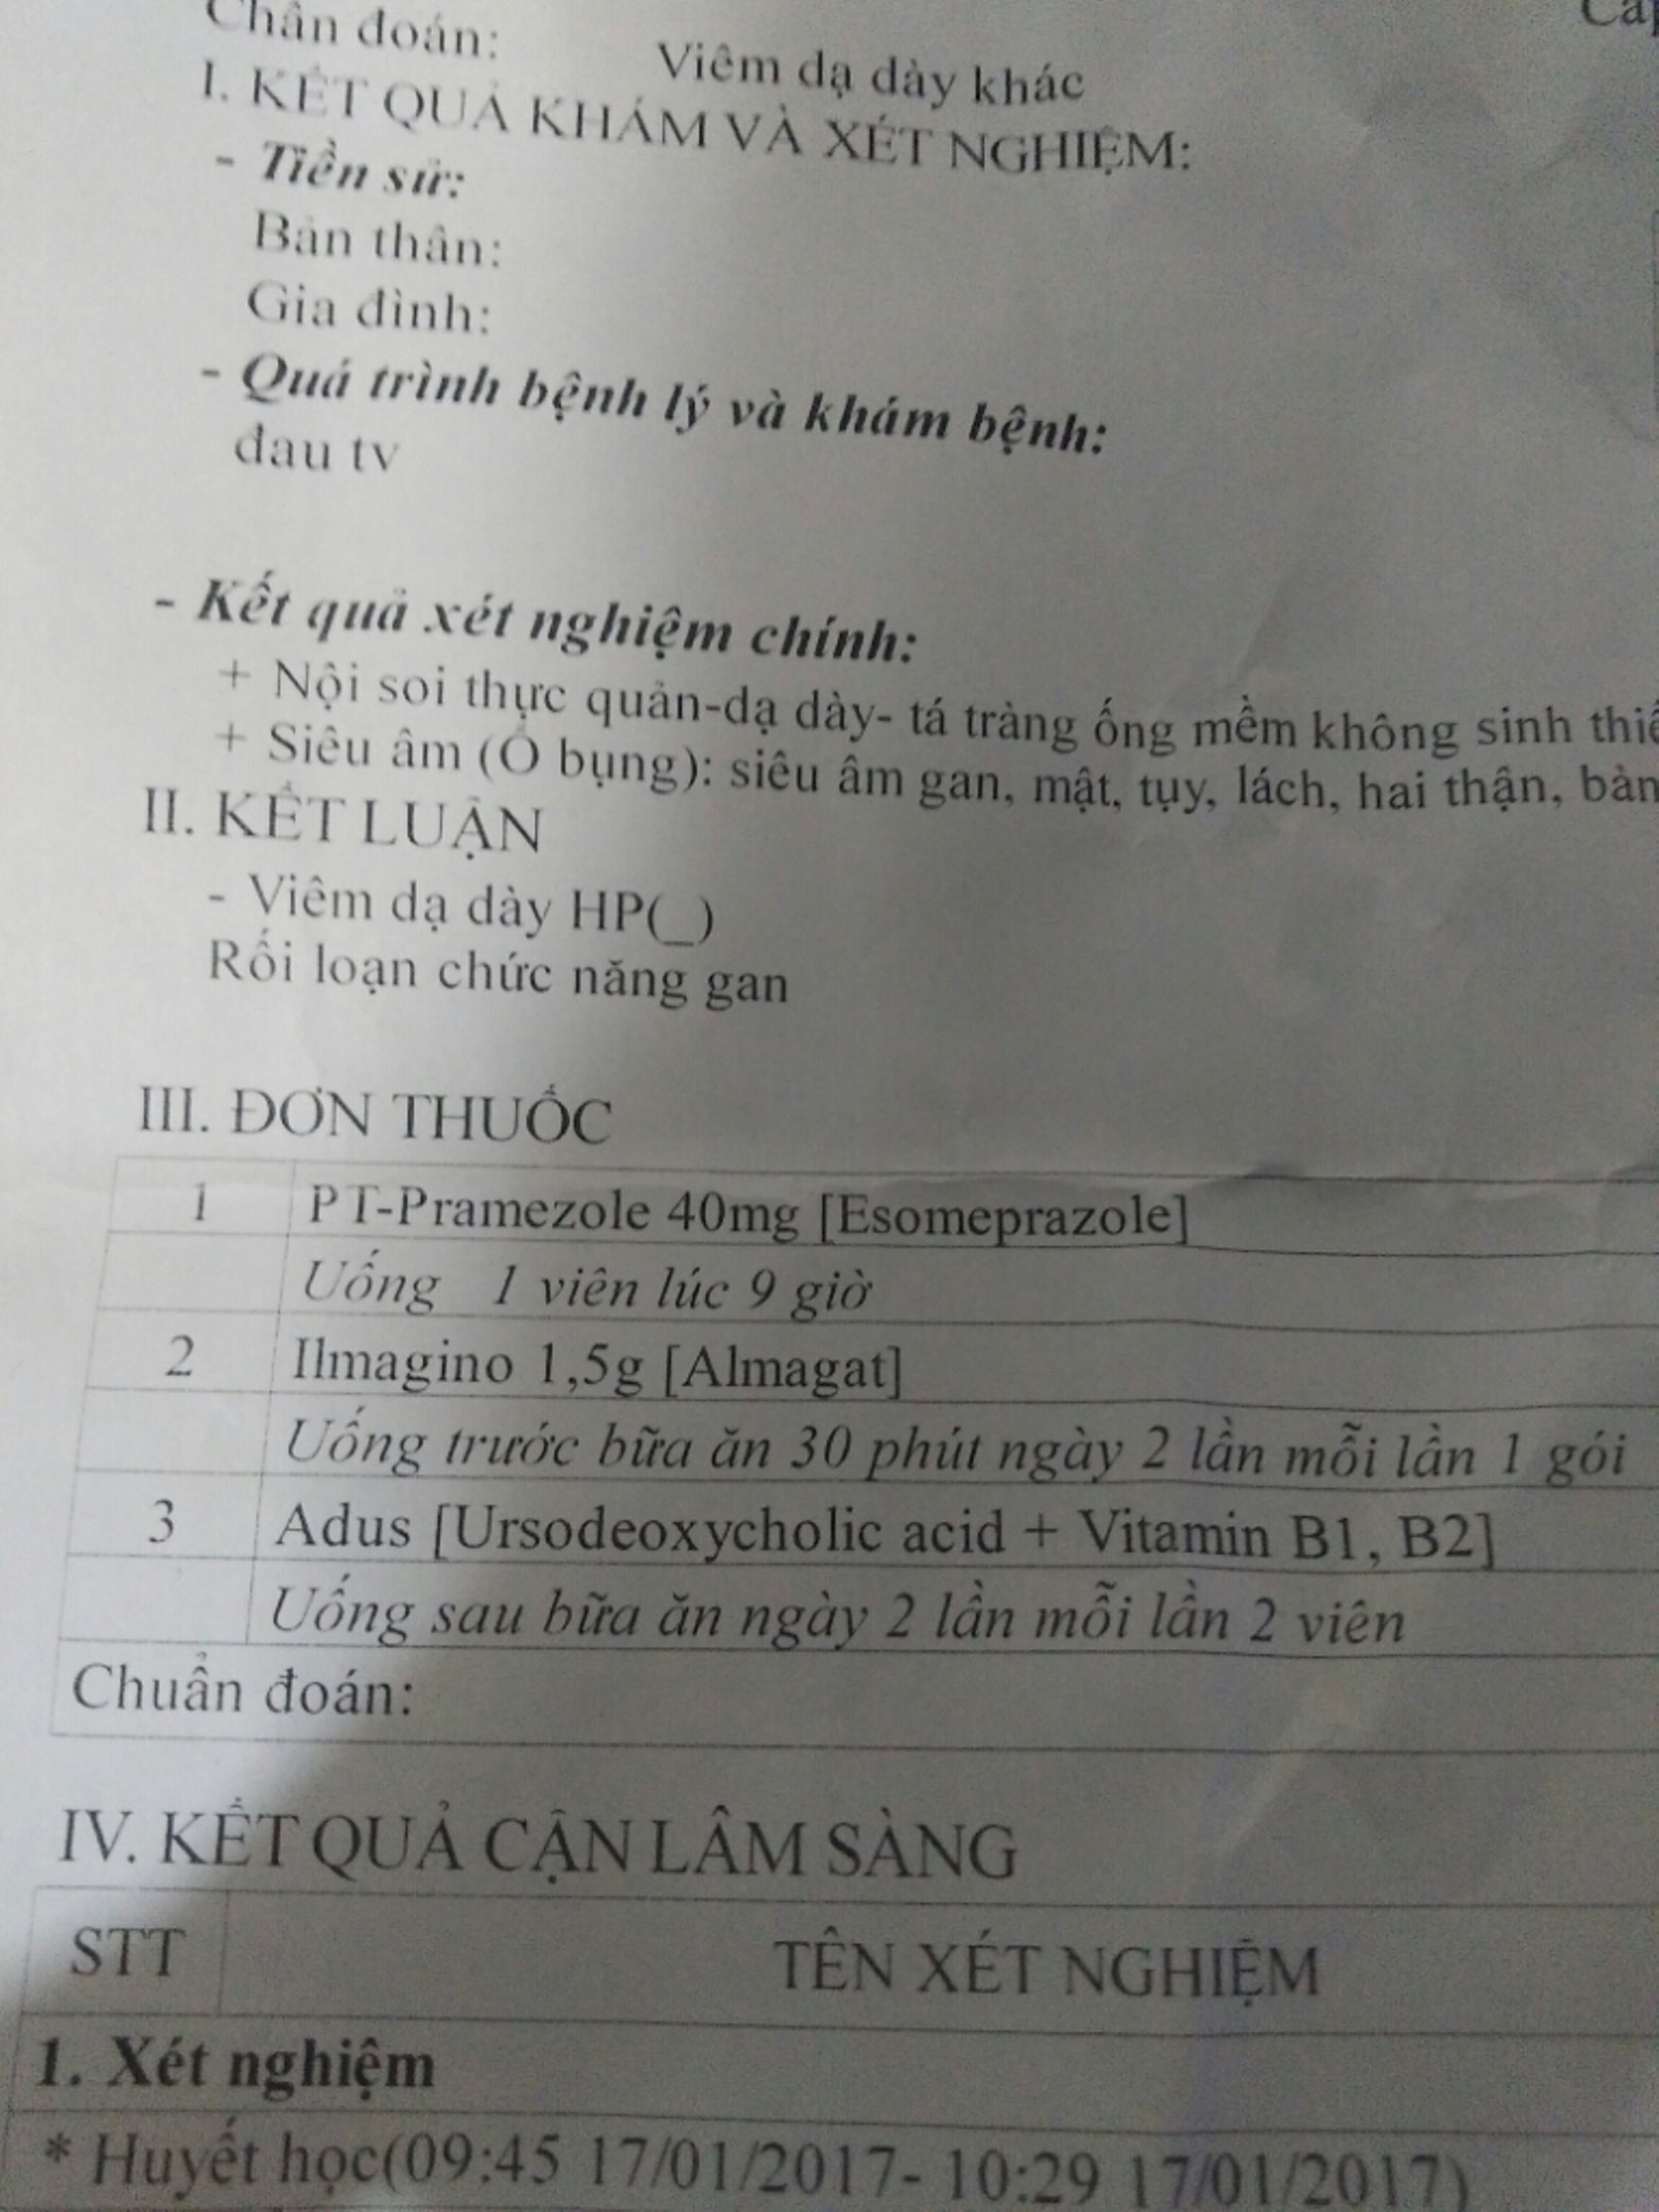 Chẩn đoán: Viêm dạ dày khác
I. KẾT QUẢ KHÁM VÀ XÉT NGHIỆM:
- Tiền sử:
Bản thân:
Gia đình:
- Quá trình bệnh lý và khám bệnh:
đau tv
- Kết quả xét nghiệm chính:
+ Nội soi thực quản-dạ dày- tá tràng ống mềm không sinh
+ Siêu âm (Ổ bụng): siêu âm gan, mật, tụy, lách, hai thận,
II. KẾT LUẬN
- Viêm dạ dày HP(_)
Rối loạn chức năng gan
III. ĐƠN THUỐC
1 PT-Pramezole 40mg [Esomeprazole]
Uống 1 viên lúc 9 giờ
2 Ilmagino 1,5g [Almagat]
Uống trước bữa ăn 30 phút ngày 2 lần mỗi lần 1 gói
3 Adus [Ursodeoxycholic acid + Vitamin B1, B2]
Uống sau bữa ăn ngày 2 lần mỗi lần 2 viên
Chuẩn đoán:
IV. KẾT QUẢ CẬN LÂM SÀNG
STT TÊN XÉT NGHIỆM
1. Xét nghiệm
* Huyết học(09:45 17/01/2017- 10:29 17/01/2017)